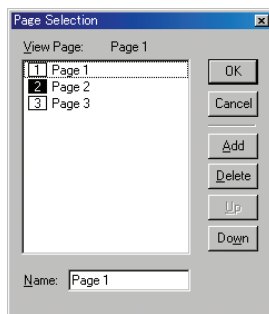 Page Selection
View Page: Page 1
1 Page 1
2 Page 2
3 Page 3
OK
Cancel
Add
Delete
Up
Down
Name: Page 1